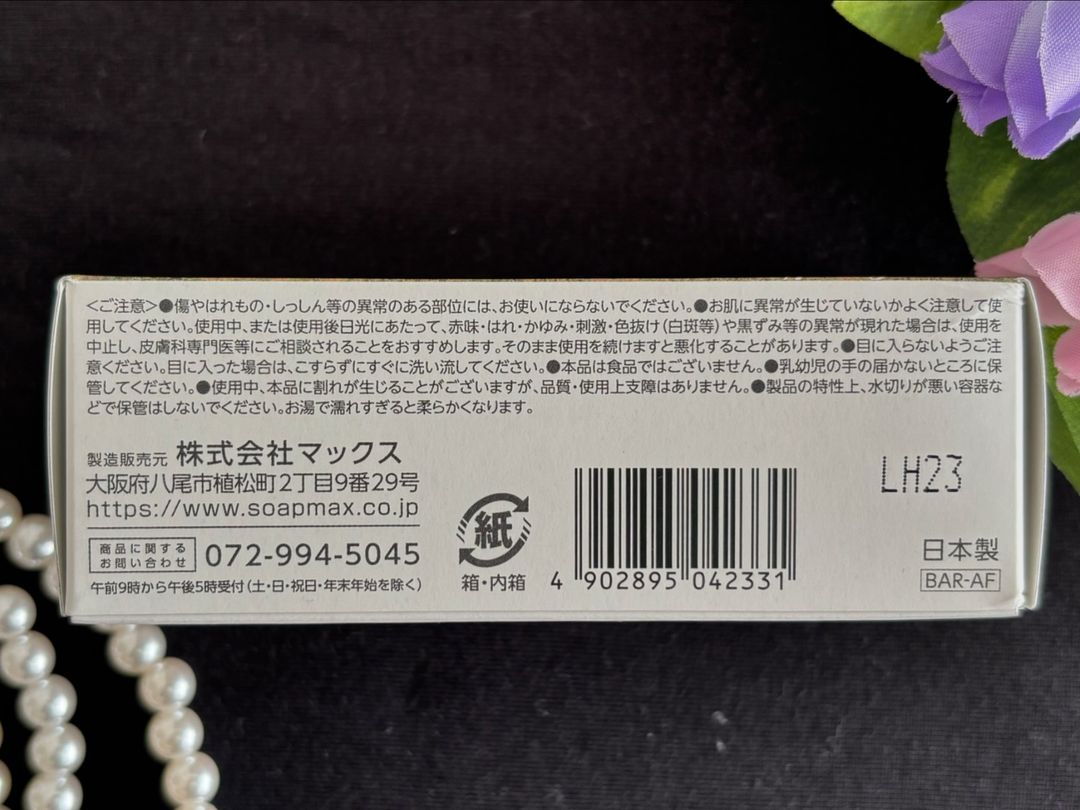 <ご注意>●傷やはれもの・しっしん等の異常のある部位には、お使いにならないでください。●お肌に異常が生じていないかよく注意して使
用してください。使用中、または使用後日光にあたって、赤味・はれ・かゆみ・刺激・色抜け(白斑等)や黒ずみ等の異常が現れた場合は、使用を
中止し、皮膚科専門医等にご相談されることをおすすめします。そのまま使用を続けますと悪化することがあります。●目に入らないようご注
意ください。目に入った場合は、こすらずにすぐに洗い流してください。●本品は食品ではございません。●乳幼児の手の届かないところに保
管してください。●使用中、本品に割れが生じることがございますが、品質・使用上支障はありません。●製品の特性上、水切りが悪い容器な
どで保管はしないでください。お湯で濡れすぎると柔らかくなります。
製造販売元 株式会社マックス
大阪府八尾市植松町2丁目9番29号
https://www.soapmax.co.jp
商品に関する
お問い合わせ
072-994-5045
午前9時から午後5時受付(土・日・祝日・年末年始を除く)
紙
箱・内箱
4 902895 042331
LH23
日本製
BAR-AF